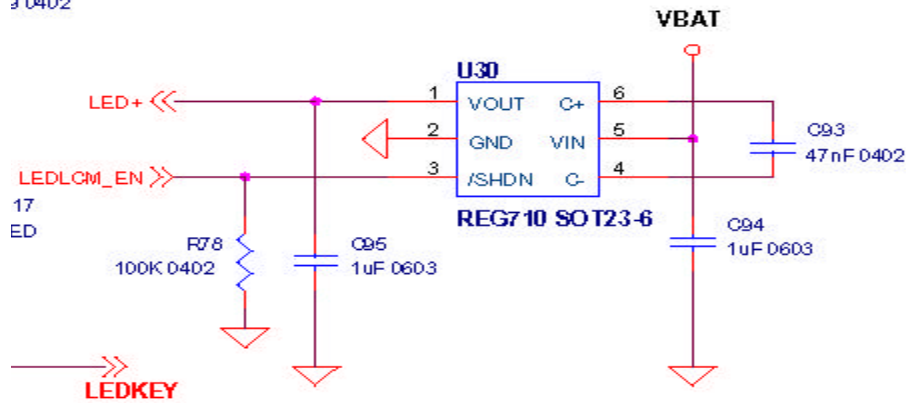 9 0402
VBAT
U30
LED+
1
VOUT
C+
6
2
GND
VIN
5
LEDLCM_EN
3
/SHDN
C-
4
C93
47nF 0402
17
ED
REG710 SOT23-6
R78
100K 0402
C95
1uF 0603
C94
1uF 0603
LEDKEY